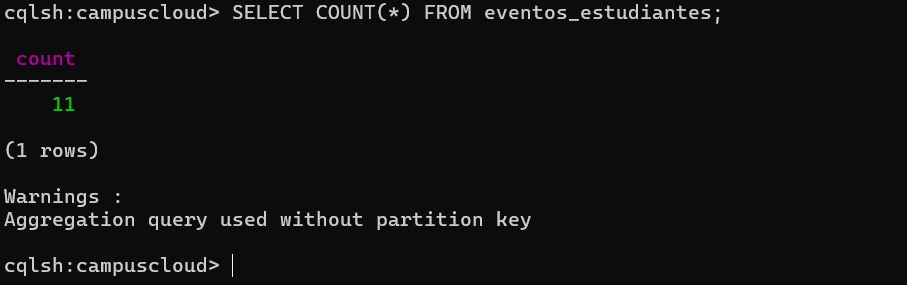 cqlsh:campuscloud> SELECT COUNT(*) FROM eventos_estudiantes;
count
-------
11
(1 rows)
Warnings :
Aggregation query used without partition key
cqlsh:campuscloud>